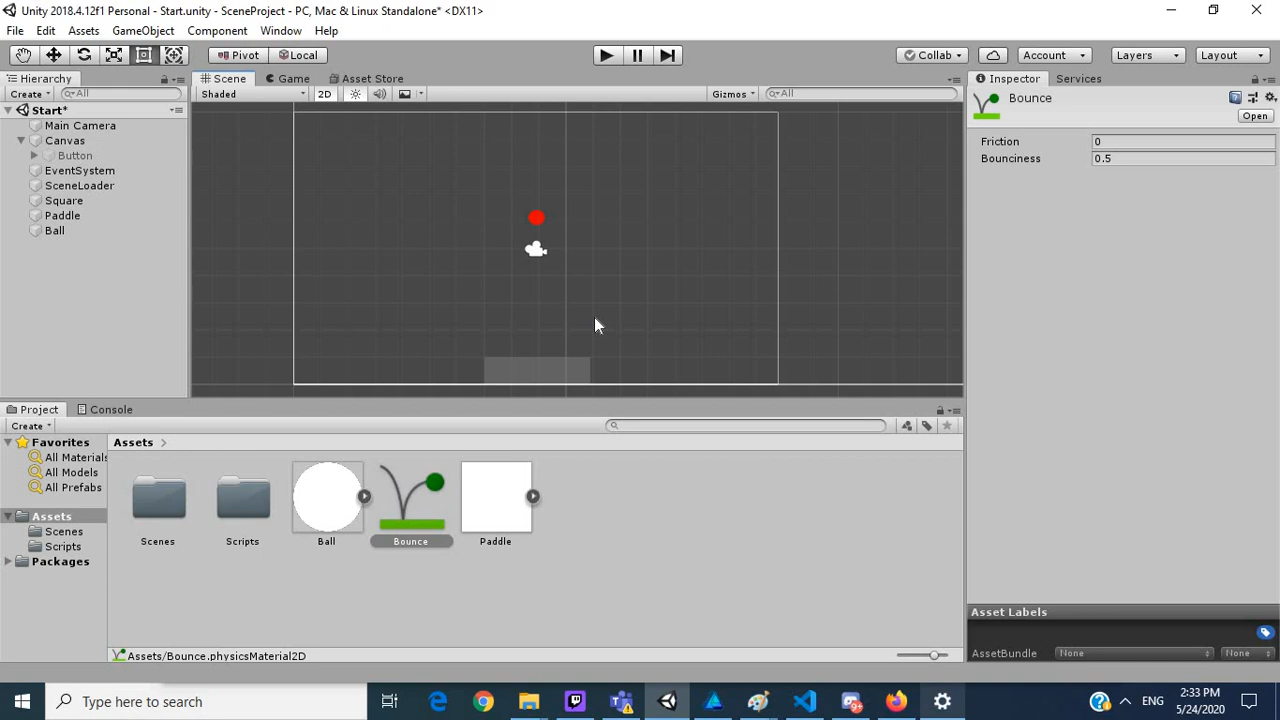 Unity 2018.4.12f1 Personal - Start.unity - SceneProject - PC, Mac & Linux Standalone* <DX11>
File Edit Assets GameObject Component Window Help
Pivot Local Collab Account Layers Layout
Hierarchy Scene Game Asset Store Inspector Services
Create All Shaded 2D Gizmos All Bounce
Open
Start*
Main Camera
Canvas
Button
EventSystem
SceneLoader
Square
Paddle
Ball
Friction 0
Bounciness 0.5
Project Console
Create
Favorites
All Materials
All Models
All Prefabs
Assets
Scenes
Scripts
Packages
Assets
Scenes Scripts Ball Bounce Paddle
Assets/Bounce.physicsMaterial2D
Asset Labels
AssetBundle None None
Type here to search
ENG
2:33 PM
5/24/2020